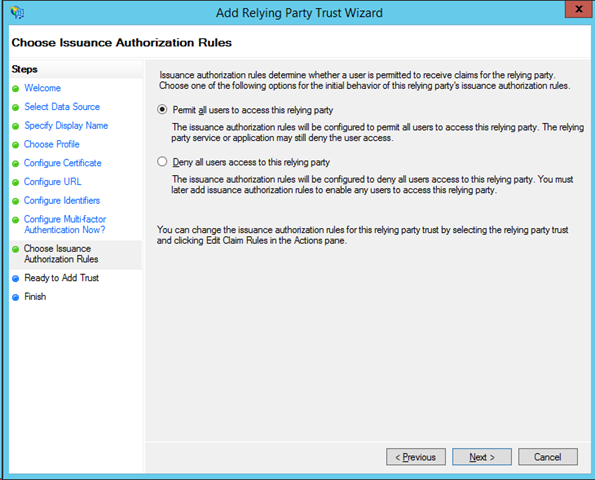 Add Relying Party Trust Wizard
x
Choose Issuance Authorization Rules
Steps
Welcome
Select Data Source
Specify Display Name
Choose Profile
Configure Certificate
Configure URL
Configure Identifiers
Configure Multi-factor
Authentication Now?
Choose Issuance
Authorization Rules
Ready to Add Trust
Finish
Issuance authorization rules determine whether a user is permitted to receive claims for the relying party.
Choose one of the following options for the initial behavior of this relying party's issuance authorization rules.
Permit all users to access this relying party
The issuance authorization rules will be configured to permit all users to access this relying party. The relying
party service or application may still deny the user access.
Deny all users access to this relying party
The issuance authorization rules will be configured to deny all users access to this relying party. You must
later add issuance authorization rules to enable any users to access this relying party.
You can change the issuance authorization rules for this relying party trust by selecting the relying party trust
and clicking Edit Claim Rules in the Actions pane.
< Previous
Next >
Cancel